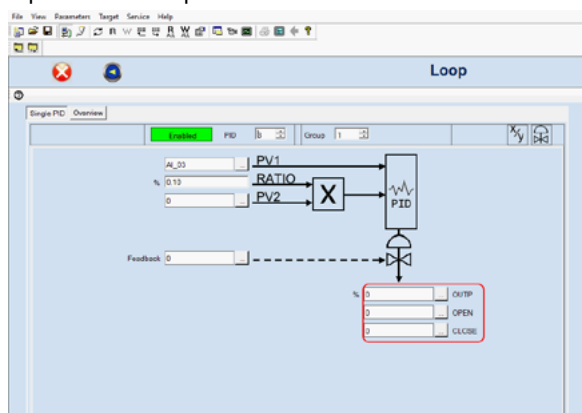 File View Parameters Target Service Help
Loop
Single PID Overview
Enabled PID Group 1
AI_03 ... PV1
% 0.10 RATIO
0 ... PV2
X
PID
Feedback 0 ...
% 0 ... OUTP
0 ... OPEN
0 ... CLOSE